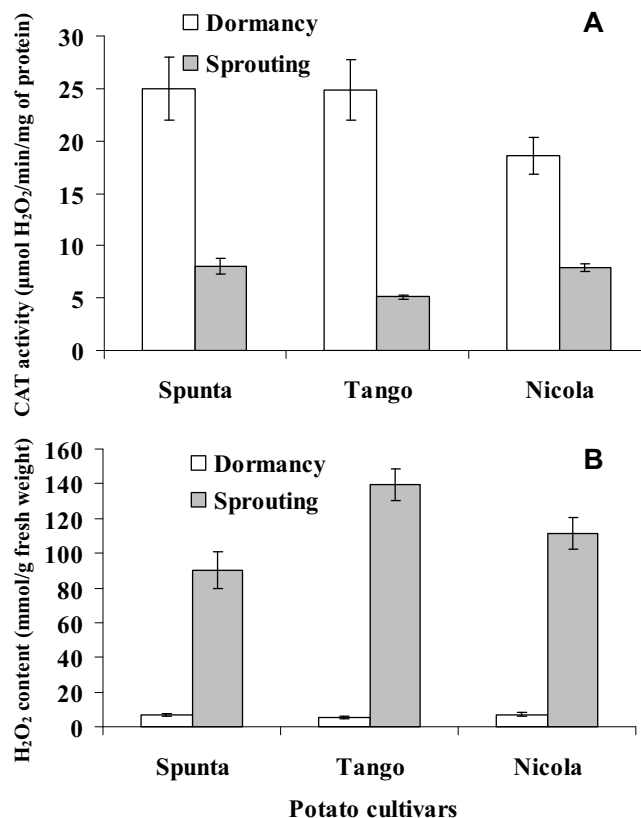 A
Dormancy
Sprouting
CAT activity (µmol H₂O₂/min/mg of protein)
30
25
20
15
10
5
0
Spunta Tango Nicola
B
Dormancy
Sprouting
H₂O₂ content (mmol/g fresh weight)
160
140
120
100
80
60
40
20
0
Spunta Tango Nicola
Potato cultivars